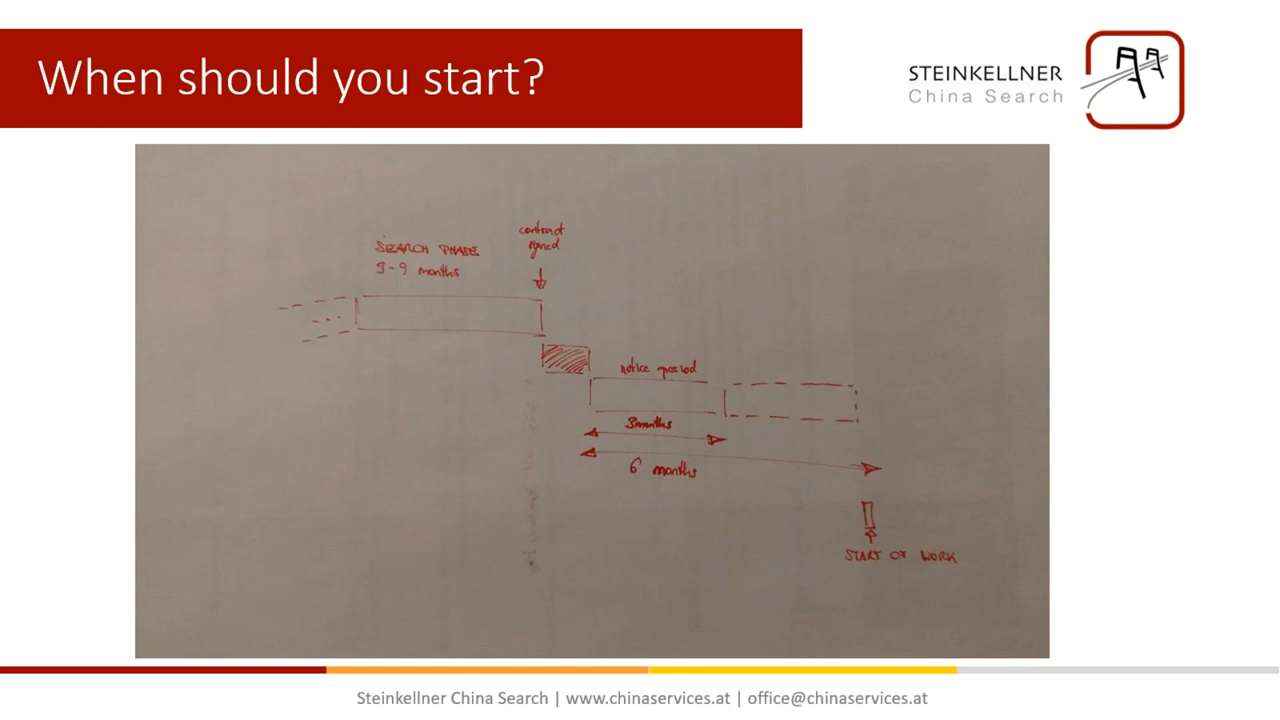 When should you start?
STEINKELLNER
China Search
contract
signed
SEARCH PHASE
3-9 months
notice period
3 months
6 months
START OF WORK
Steinkellner China Search | www.chinaservices.at | office@chinaservices.at